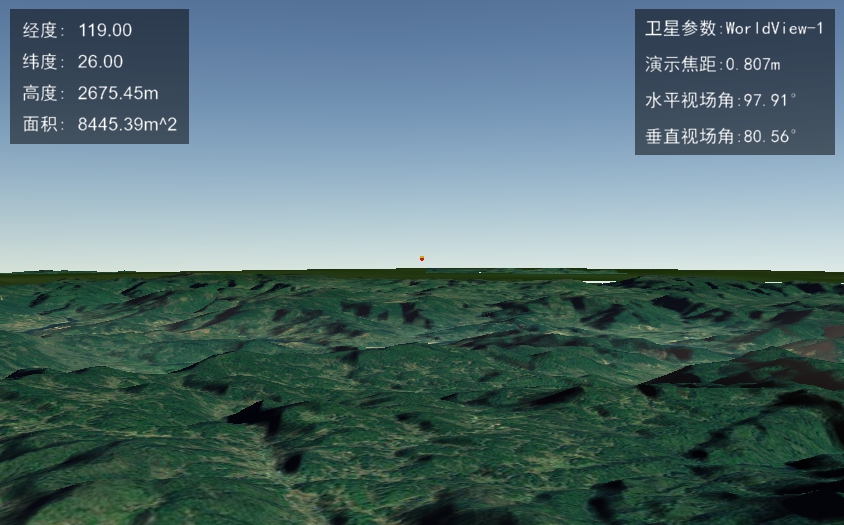 经度: 119.00
纬度: 26.00
高度: 2675.45m
面积: 8445.39m^2
卫星参数:WorldView-1
演示焦距:0.807m
水平视场角:97.91°
垂直视场角:80.56°